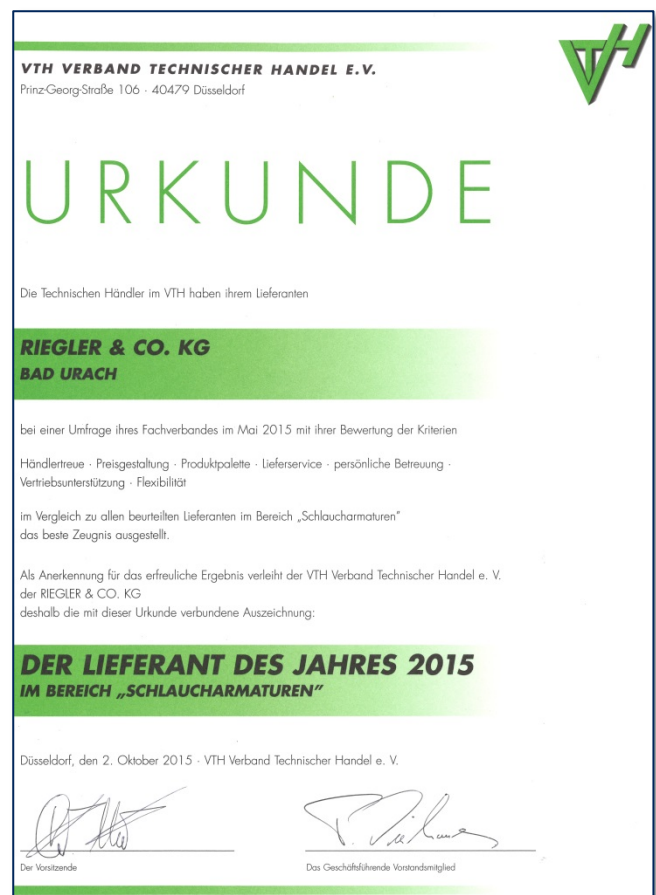 VTH
VTH VERBAND TECHNISCHER HANDEL E.V.
Prinz-Georg-Straße 106 · 40479 Düsseldorf
URKUNDE
Die Technischen Händler im VTH haben ihrem Lieferanten
RIEGLER & CO. KG
BAD URACH
bei einer Umfrage ihres Fachverbandes im Mai 2015 mit ihrer Bewertung der Kriterien
Händlertreue · Preisgestaltung · Produktpalette · Lieferservice · persönliche Betreuung ·
Vertriebsunterstützung · Flexibilität
im Vergleich zu allen beurteilten Lieferanten im Bereich „Schlaucharmaturen”
das beste Zeugnis ausgestellt.
Als Anerkennung für das erfreuliche Ergebnis verleiht der VTH Verband Technischer Handel e. V.
der RIEGLER & CO. KG
deshalb die mit dieser Urkunde verbundene Auszeichnung:
DER LIEFERANT DES JAHRES 2015
IM BEREICH „SCHLAUCHARMATUREN”
Düsseldorf, den 2. Oktober 2015 · VTH Verband Technischer Handel e. V.
Der Vorsitzende
Das Geschäftsführende Vorstandsmitglied